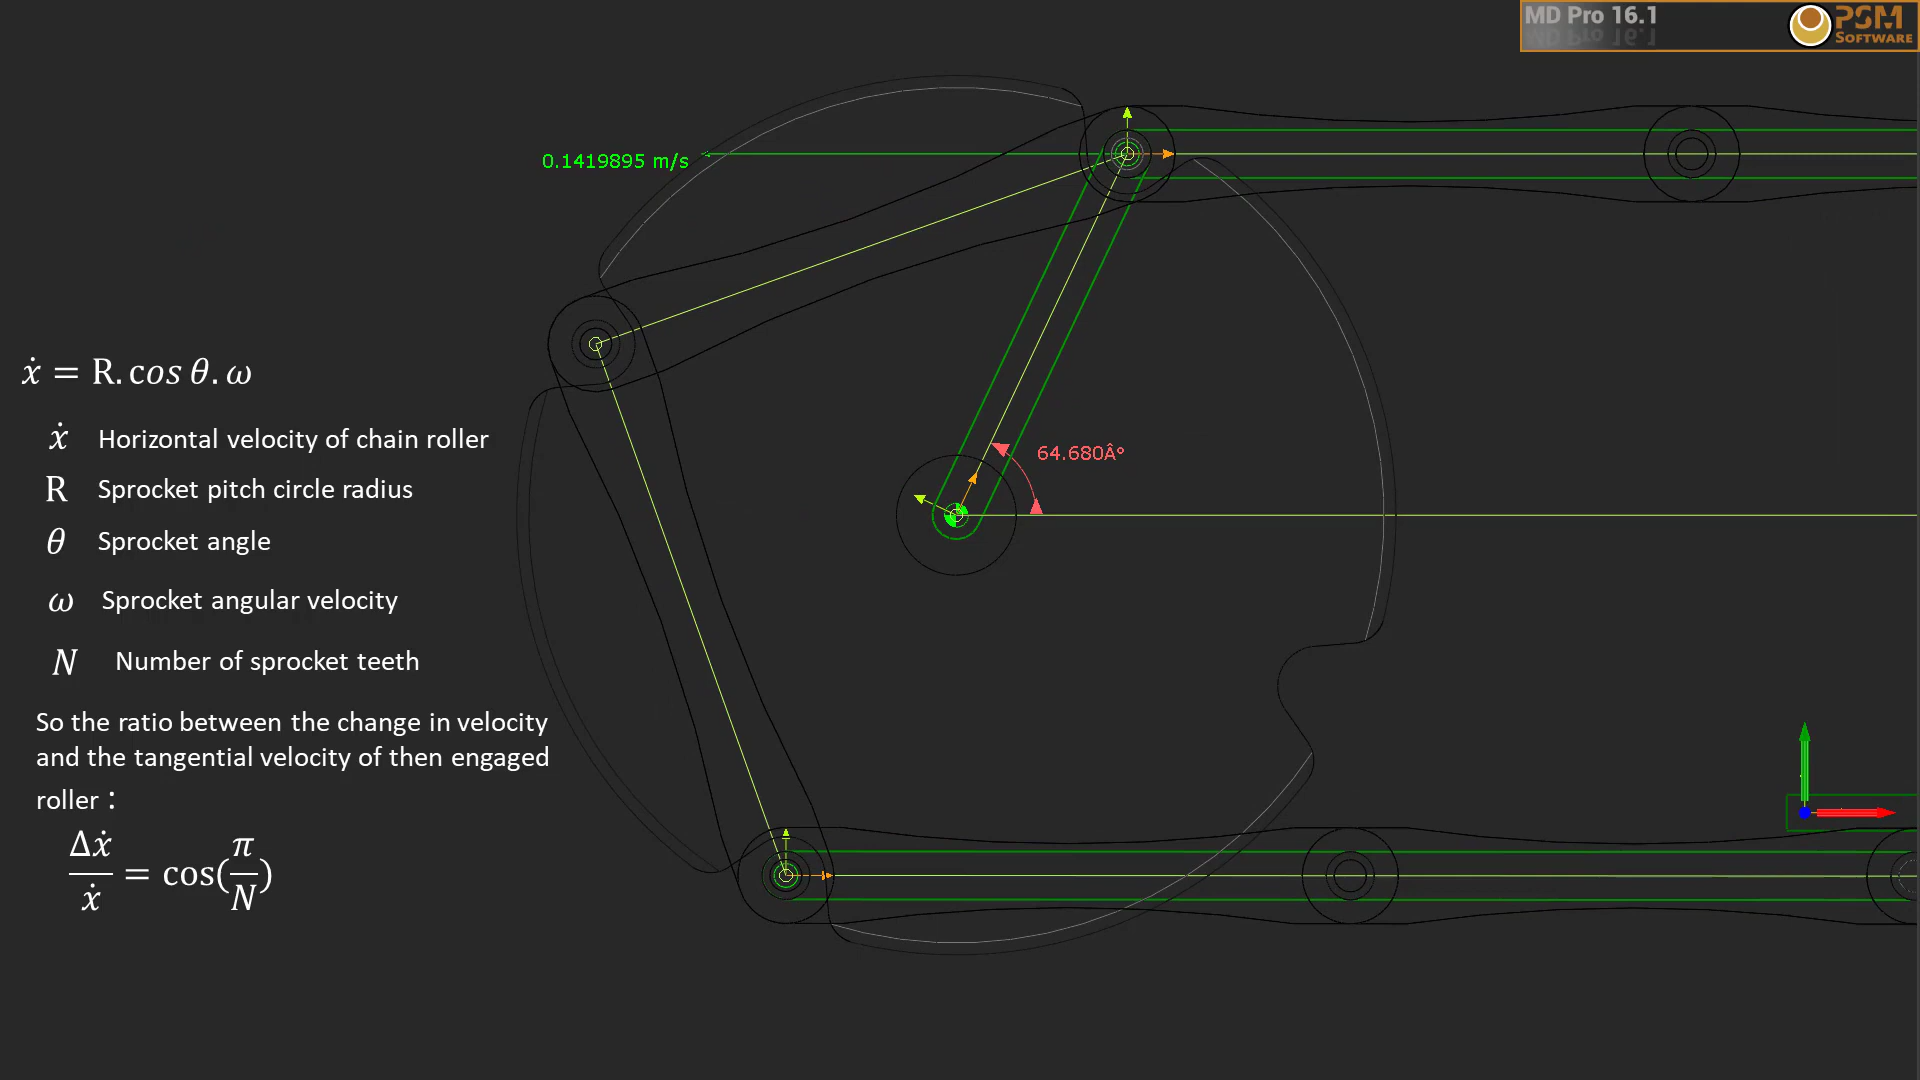 MD Pro 16.1
PSM
SOFTWARE
0.1419895 m/s
64.680Â°
ẋ = R. cos θ. ω
ẋ Horizontal velocity of chain roller
R Sprocket pitch circle radius
θ Sprocket angle
ω Sprocket angular velocity
N Number of sprocket teeth
So the ratio between the change in velocity
and the tangential velocity of then engaged
roller :
Δẋ/ẋ = cos(π/N)